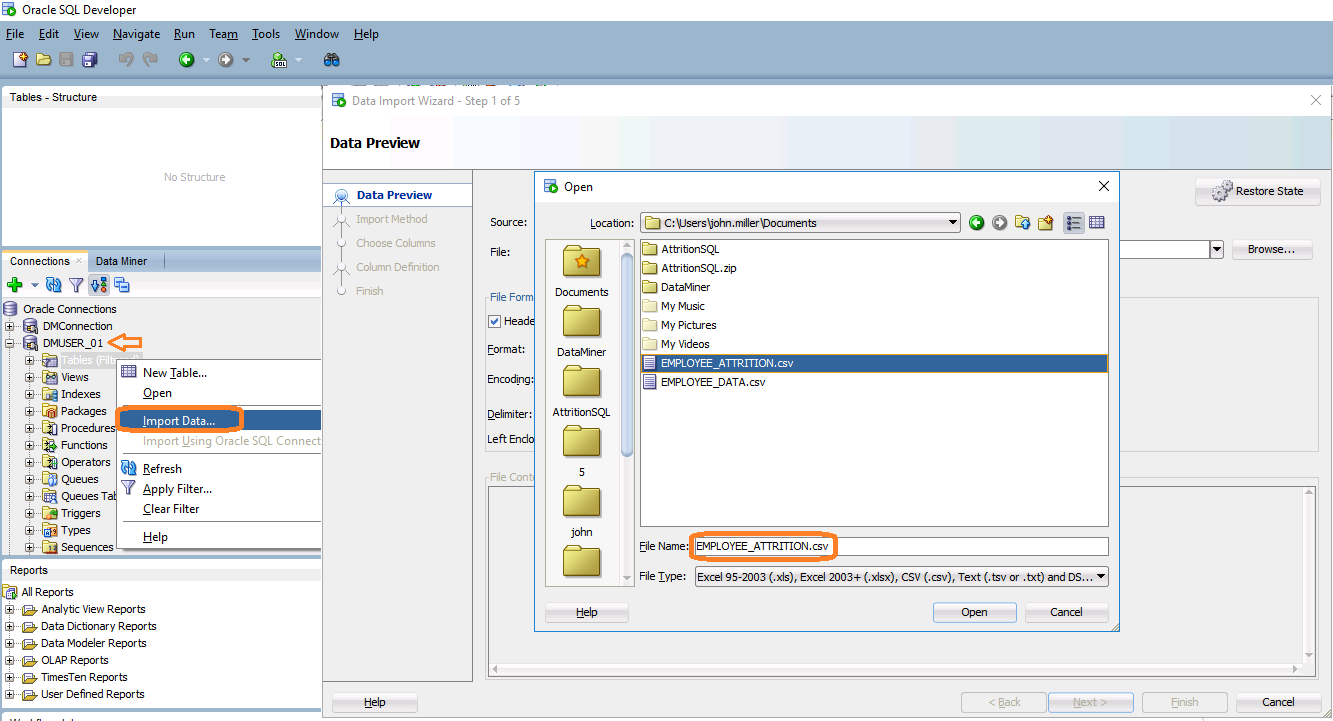 Oracle SQL Developer
File Edit View Navigate Run Team Tools Window Help
SQL
Tables - Structure
No Structure
Connections × Data Miner
Oracle Connections
DMConnection
DMUSER_01
Tables (Filtered)
Views
Indexes
Packages
Procedures
Functions
Operators
Queues
Queues Tab
Triggers
Types
Sequences
New Table...
Open
Import Data...
Import Using Oracle SQL Connect
Refresh
Apply Filter...
Clear Filter
Help
Reports
All Reports
Analytic View Reports
Data Dictionary Reports
Data Modeler Reports
OLAP Reports
TimesTen Reports
User Defined Reports
Data Import Wizard - Step 1 of 5
Data Preview
Data Preview
Import Method
Choose Columns
Column Definition
Finish
Restore State
Source:
File:
Browse...
File Form
Heade
Format:
Encoding:
Delimiter:
Left Enclo
File Cont
Open
Location: C:\Users\john.miller\Documents
Documents
DataMiner
AttritionSQL
5
john
AttritionSQL
AttritionSQL.zip
DataMiner
My Music
My Pictures
My Videos
EMPLOYEE_ATTRITION.csv
EMPLOYEE_DATA.csv
File Name: EMPLOYEE_ATTRITION.csv
File Type: Excel 95-2003 (.xls), Excel 2003+ (.xlsx), CSV (.csv), Text (.tsv or .txt) and DS...
Help Open Cancel
Help < Back Next > Finish Cancel